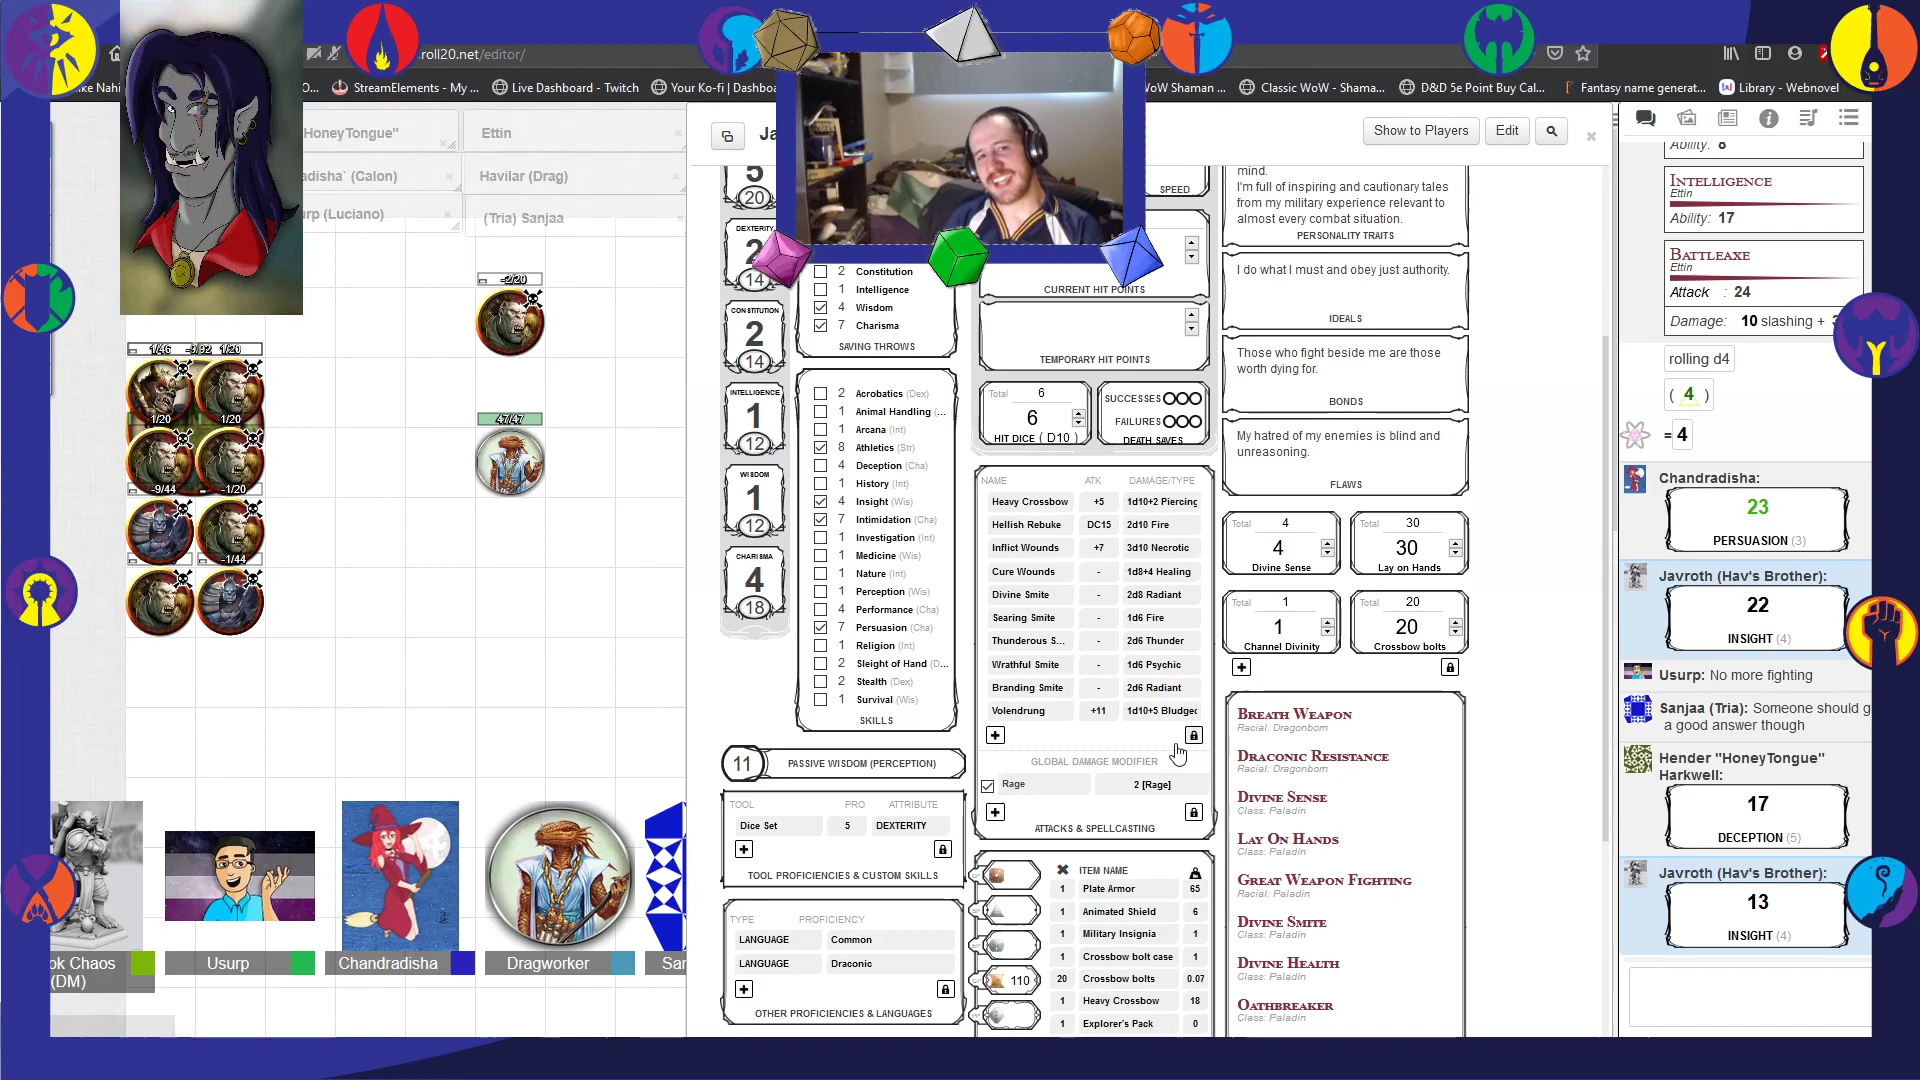 .roll20.net/editor/
ke Nahi
O...
StreamElements - My ...
Live Dashboard - Twitch
Your Ko-fi | Dashboa
WoW Shaman ...
Classic WoW - Shama...
D&D 5e Point Buy Cal...
Fantasy name generat...
Library - Webnovel
HoneyTongue"
Ettin
adisha` (Calon)
Havilar (Drag)
urp (Luciano)
(Tria) Sanjaa
-2/20
1/46
-9/92
1/20
1/20
1/20
-9/44
-1/20
-1/44
47/47
ok Chaos
(DM)
Usurp
Chandradisha
Dragworker
San
Ja
Show to Players
Edit
5
20
DEXTERITY
2
14
CONSTITUTION
2
14
INTELLIGENCE
1
12
WISDOM
1
12
CHARISMA
4
18
2 Constitution
1 Intelligence
4 Wisdom
7 Charisma
SAVING THROWS
2 Acrobatics (Dex)
1 Animal Handling (...
1 Arcana (Int)
8 Athletics (Str)
4 Deception (Cha)
1 History (Int)
4 Insight (Wis)
7 Intimidation (Cha)
1 Investigation (Int)
1 Medicine (Wis)
1 Nature (Int)
1 Perception (Wis)
4 Performance (Cha)
7 Persuasion (Cha)
1 Religion (Int)
2 Sleight of Hand (D...
2 Stealth (Dex)
1 Survival (Wis)
SKILLS
11 PASSIVE WISDOM (PERCEPTION)
TOOL PRO ATTRIBUTE
Dice Set 5 DEXTERITY
TOOL PROFICIENCIES & CUSTOM SKILLS
TYPE PROFICIENCY
LANGUAGE Common
LANGUAGE Draconic
OTHER PROFICIENCIES & LANGUAGES
SPEED
CURRENT HIT POINTS
TEMPORARY HIT POINTS
Total 6
6
HIT DICE ( D10 )
SUCCESSES
FAILURES
DEATH SAVES
NAME ATK DAMAGE/TYPE
Heavy Crossbow +5 1d10+2 Piercing
Hellish Rebuke DC15 2d10 Fire
Inflict Wounds +7 3d10 Necrotic
Cure Wounds - 1d8+4 Healing
Divine Smite - 2d8 Radiant
Searing Smite - 1d6 Fire
Thunderous S... - 2d6 Thunder
Wrathful Smite - 1d6 Psychic
Branding Smite - 2d6 Radiant
Volendrung +11 1d10+5 Bludgeo
GLOBAL DAMAGE MODIFIER
Rage 2 [Rage]
ATTACKS & SPELLCASTING
ITEM NAME
1 Plate Armor 65
1 Animated Shield 6
1 Military Insignia 1
1 Crossbow bolt case 1
20 Crossbow bolts 0.07
1 Heavy Crossbow 18
1 Explorer's Pack 0
110
mind.
I'm full of inspiring and cautionary tales
from my military experience relevant to
almost every combat situation.
PERSONALITY TRAITS
I do what I must and obey just authority.
IDEALS
Those who fight beside me are those
worth dying for.
BONDS
My hatred of my enemies is blind and
unreasoning.
FLAWS
Total 4
4
Divine Sense
30
30
Lay on Hands
Total 1
1
Channel Divinity
Total 20
20
Crossbow bolts
BREATH WEAPON
Racial: Dragonborn
DRACONIC RESISTANCE
Racial: Dragonborn
DIVINE SENSE
Class: Paladin
LAY ON HANDS
Class: Paladin
GREAT WEAPON FIGHTING
Racial: Paladin
DIVINE SMITE
Class: Paladin
DIVINE HEALTH
Class: Paladin
OATHBREAKER
Class: Paladin
Ability: 8
INTELLIGENCE
Ettin
Ability: 17
BATTLEAXE
Ettin
Attack : 24
Damage: 10 slashing +
rolling d4
( 4 )
=4
Chandradisha:
23
PERSUASION (3)
Javroth (Hav's Brother):
22
INSIGHT (4)
Usurp: No more fighting
Sanjaa (Tria): Someone should g
a good answer though
Hender "HoneyTongue"
Harkwell:
17
DECEPTION (5)
Javroth (Hav's Brother):
13
INSIGHT (4)